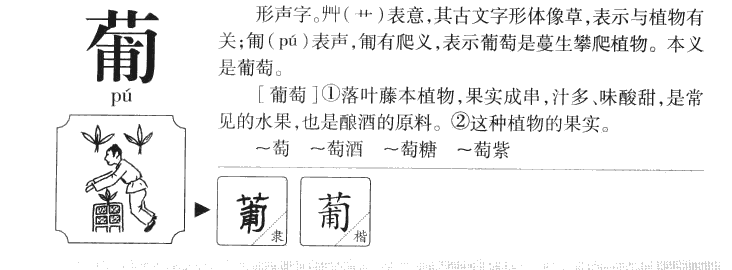 葡
pú
形声字。艸(艹)表意,其古文字形体像草,表示与植物有
关;匍(pú)表声,匍有爬义,表示葡萄是蔓生攀爬植物。本义
是葡萄。
[葡萄]①落叶藤本植物,果实成串,汁多、味酸甜,是常
见的水果,也是酿酒的原料。②这种植物的果实。
～萄 ～萄酒 ～萄糖 ～萄紫
葡 隶
葡 楷